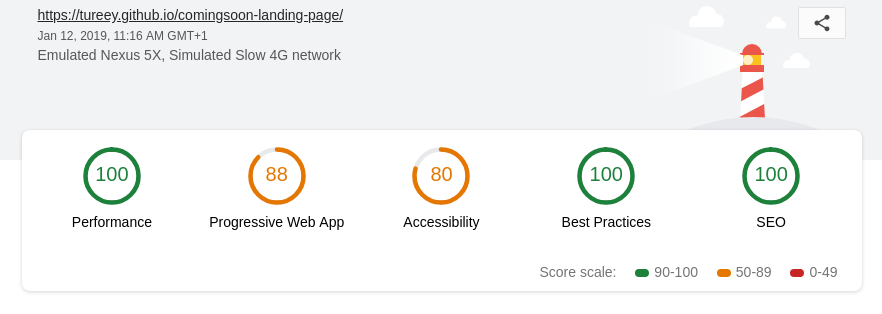 https://tureey.github.io/comingsoon-landing-page/
Jan 12, 2019, 11:16 AM GMT+1
Emulated Nexus 5X, Simulated Slow 4G network
100 88 80 100 100
Performance Progressive Web App Accessibility Best Practices SEO
Score scale: 90-100 50-89 0-49